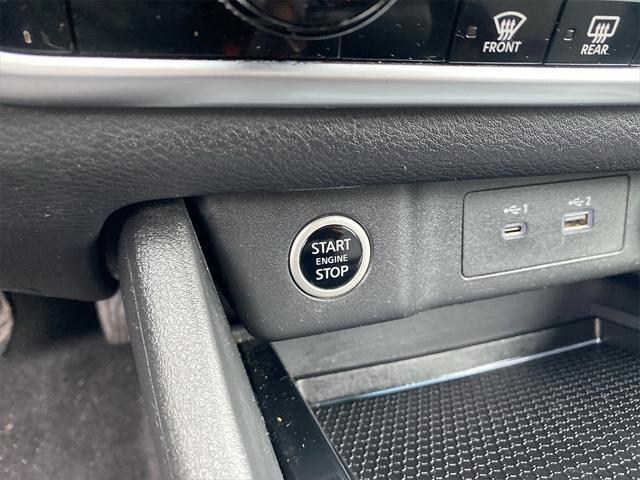 FRONT
REAR
1
2
START
ENGINE
STOP